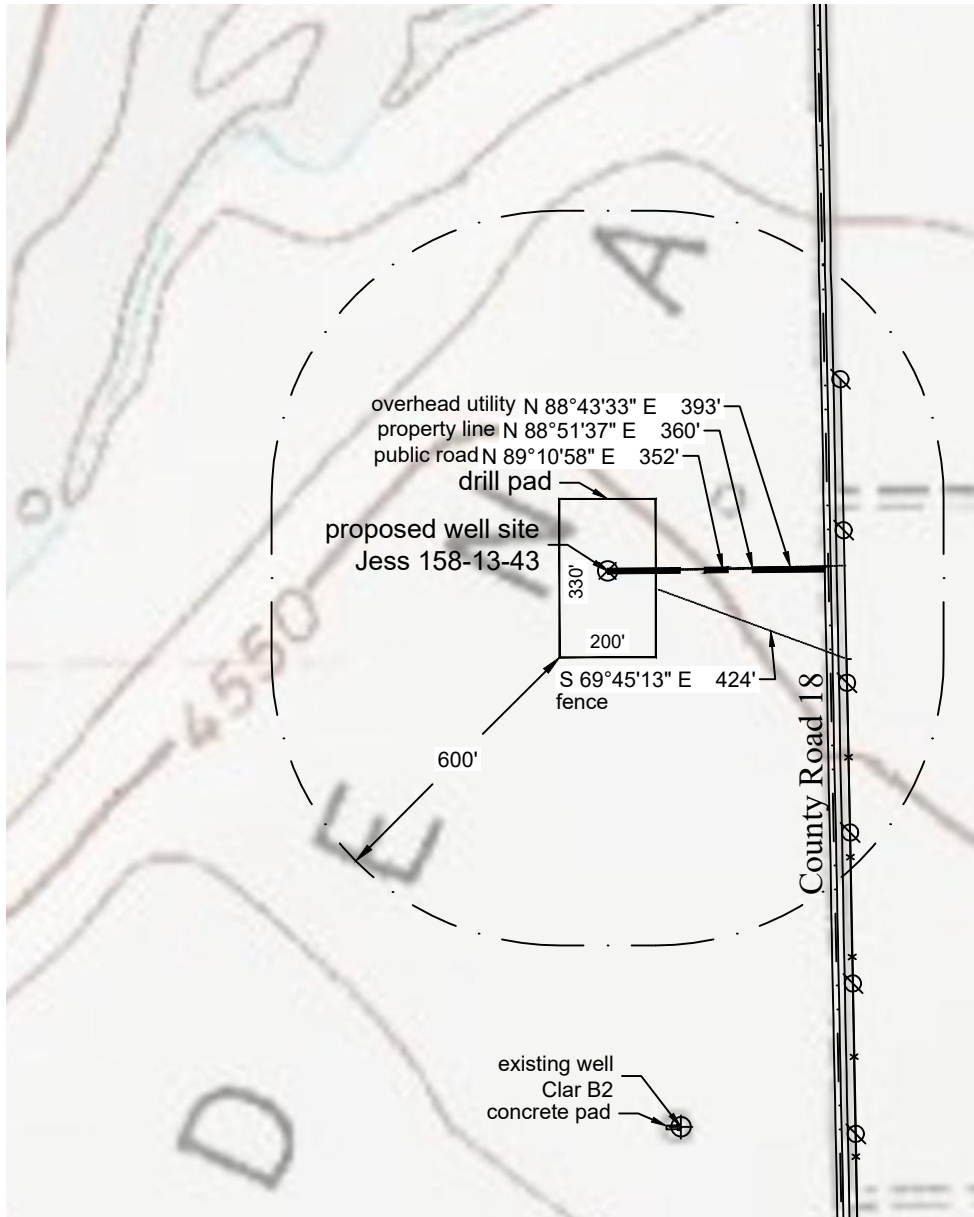 A
overhead utility N 88°43'33" E 393'
property line N 88°51'37" E 360'
public road N 89°10'58" E 352'
drill pad
N
proposed well site
Jess 158-13-43
330'
200'
4550
S 69°45'13" E 424'
fence
600'
County Road 18
E
existing well
Clar B2
concrete pad
D